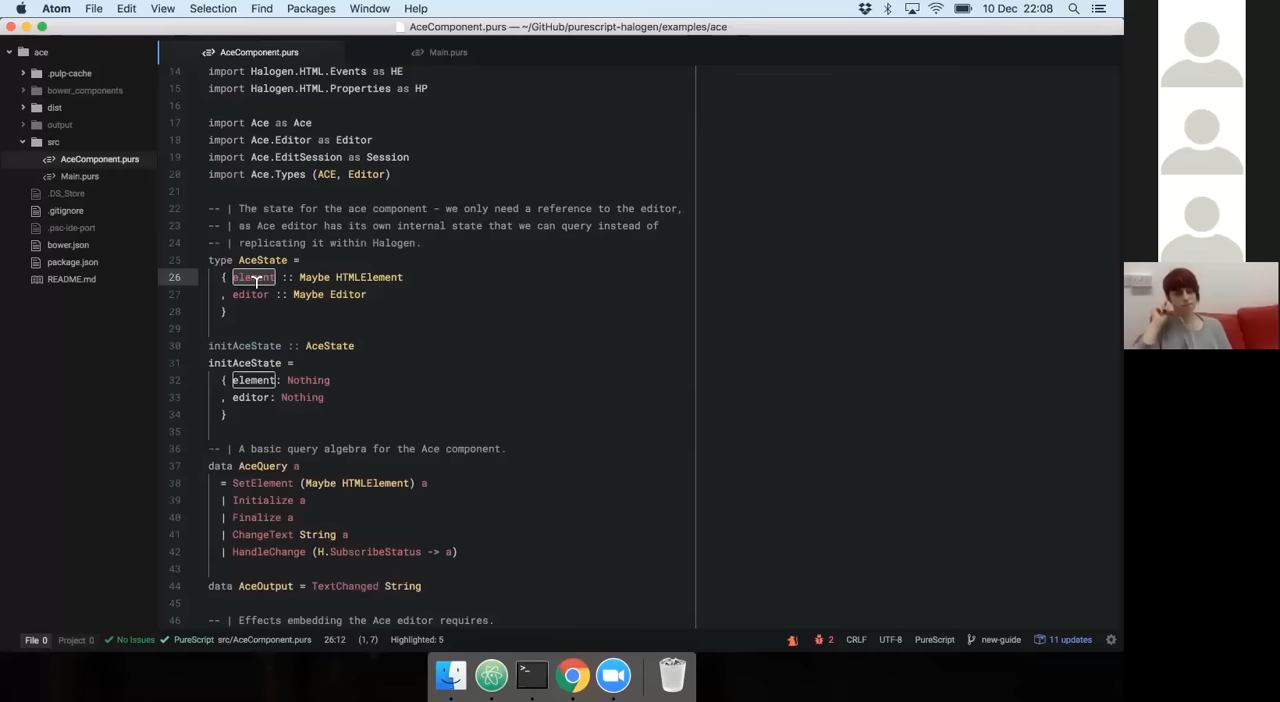 Atom File Edit View Selection Find Packages Window Help 10 Dec 22:08
AceComponent.purs — ~/GitHub/purescript-halogen/examples/ace
ace
.pulp-cache
bower_components
dist
output
src
AceComponent.purs
Main.purs
.DS_Store
.gitignore
.psc-ide-port
bower.json
package.json
README.md
AceComponent.purs Main.purs
14 import Halogen.HTML.Events as HE
15 import Halogen.HTML.Properties as HP
16
17 import Ace as Ace
18 import Ace.Editor as Editor
19 import Ace.EditSession as Session
20 import Ace.Types (ACE, Editor)
21
22 -- | The state for the ace component - we only need a reference to the editor,
23 -- | as Ace editor has its own internal state that we can query instead of
24 -- | replicating it within Halogen.
25 type AceState =
26 { element :: Maybe HTMLElement
27 , editor :: Maybe Editor
28 }
29
30 initAceState :: AceState
31 initAceState =
32 { element: Nothing
33 , editor: Nothing
34 }
35
36 -- | A basic query algebra for the Ace component.
37 data AceQuery a
38 = SetElement (Maybe HTMLElement) a
39 | Initialize a
40 | Finalize a
41 | ChangeText String a
42 | HandleChange (H.SubscribeStatus -> a)
43
44 data AceOutput = TextChanged String
45
46 -- | Effects embedding the Ace editor requires.
File 0 Project 0 No Issues PureScript src/AceComponent.purs 26:12 (1, 7) Highlighted: 5 2 CRLF UTF-8 PureScript new-guide 11 updates